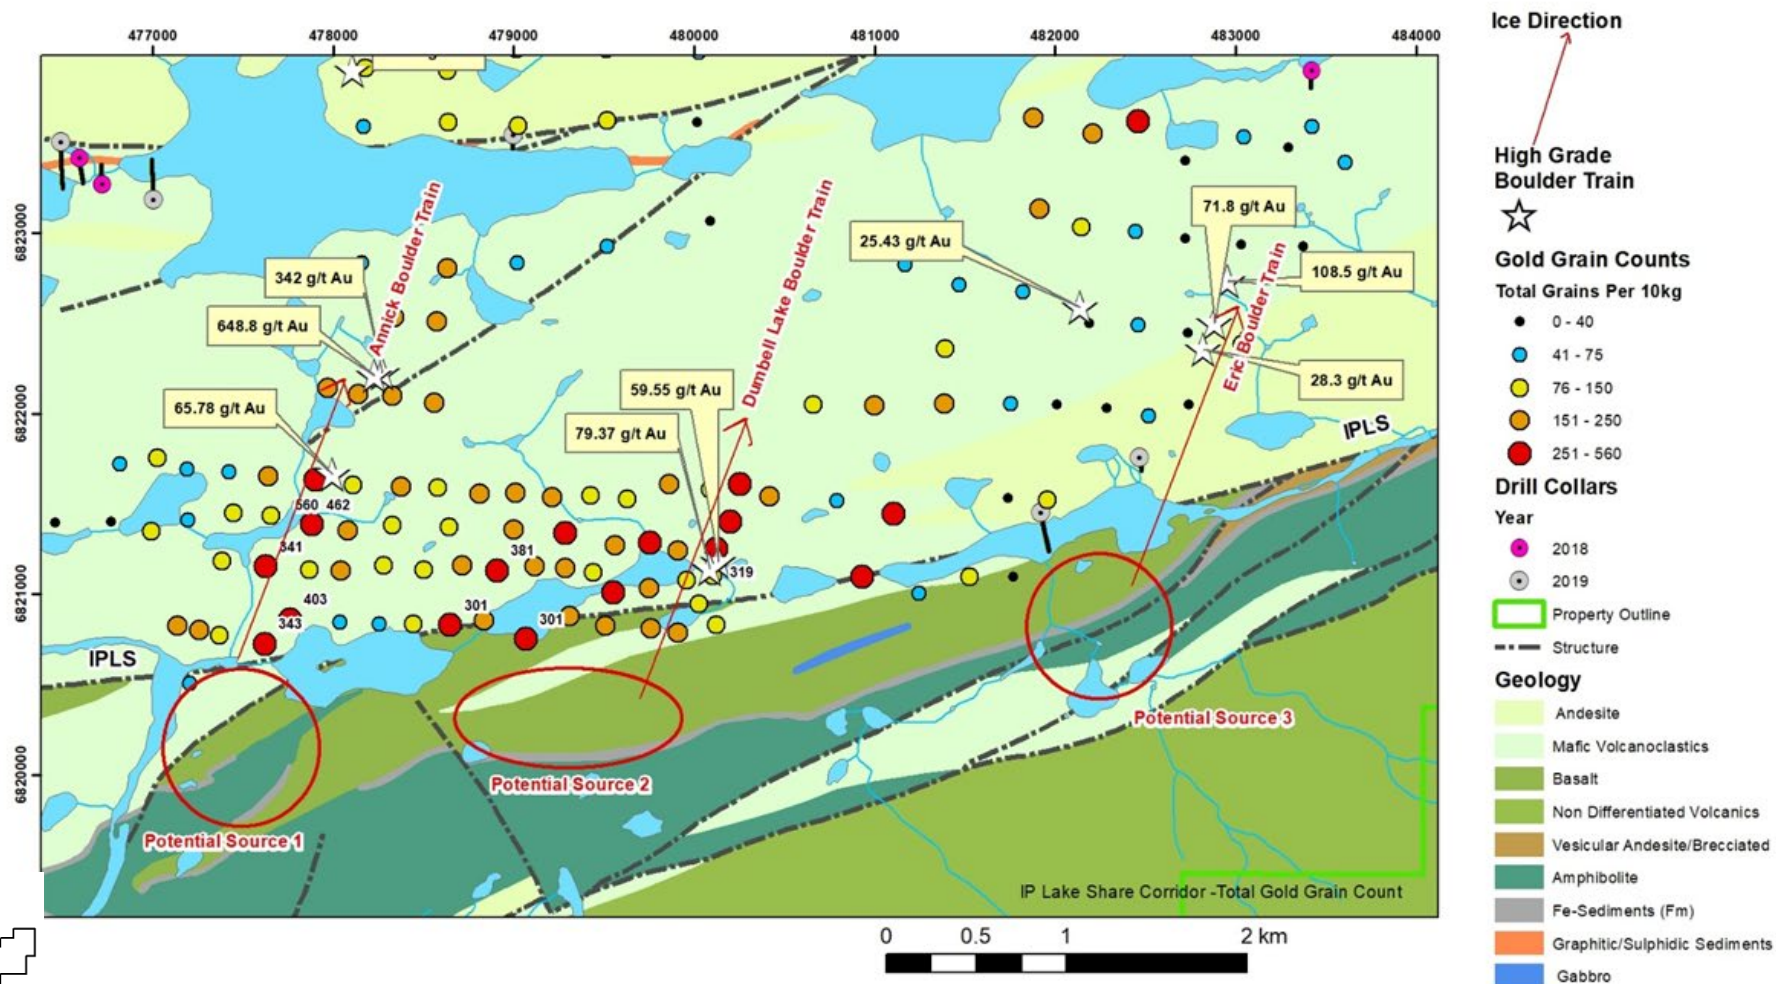 477000 478000 479000 480000 481000 482000 483000 484000
6823000
6822000
6821000
6820000
71.8 g/t Au
25.43 g/t Au
108.5 g/t Au
342 g/t Au
648.8 g/t Au
28.3 g/t Au
59.55 g/t Au
65.78 g/t Au
79.37 g/t Au
Annick Boulder Train
Dumbell Lake Boulder Train
Eric Boulder Train
IPLS
560 462
341
381
319
403
343
301
301
IPLS
Potential Source 3
Potential Source 2
Potential Source 1
IP Lake Share Corridor -Total Gold Grain Count
0 0.5 1 2 km
Ice Direction
High Grade
Boulder Train
Gold Grain Counts
Total Grains Per 10kg
0 - 40
41 - 75
76 - 150
151 - 250
251 - 560
Drill Collars
Year
2018
2019
Property Outline
Structure
Geology
Andesite
Mafic Volcanoclastics
Basalt
Non Differentiated Volcanics
Vesicular Andesite/Brecciated
Amphibolite
Fe-Sediments (Fm)
Graphitic/Sulphidic Sediments
Gabbro